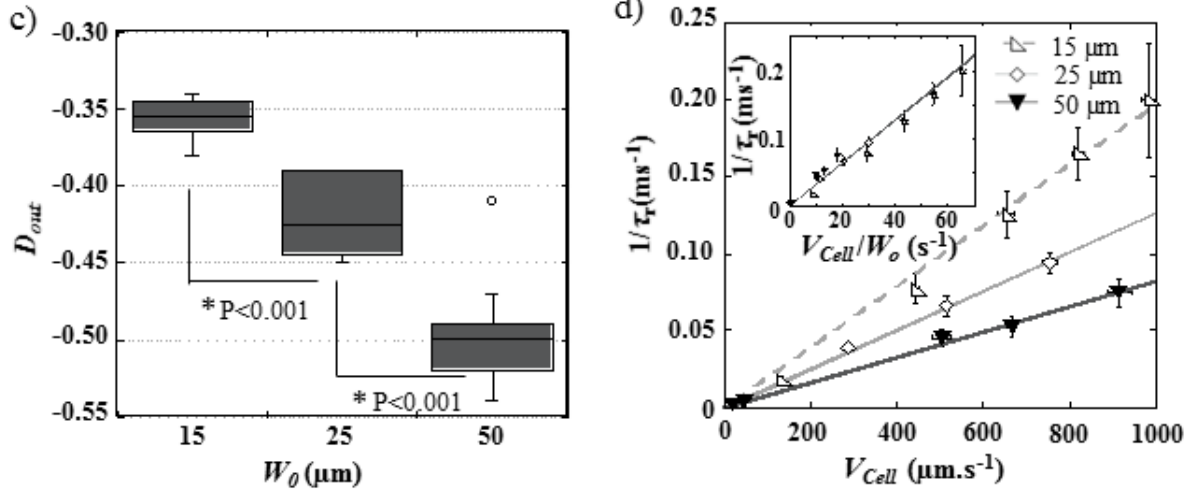 c)
-0.30
-0.35
-0.40
-0.45
-0.50
-0.55
D_out
* P<0.001
* P<0.001
15 25 50
W_0 (µm)
d)
0.25
0.20
0.15
0.10
0.05
0
1/τ_r(ms⁻¹)
15 µm
25 µm
50 µm
0.2
0.1
0
1/τ_r(ms⁻¹)
0 20 40 60
V_Cell/W_o (s⁻¹)
0 200 400 600 800 1000
V_Cell (µm.s⁻¹)